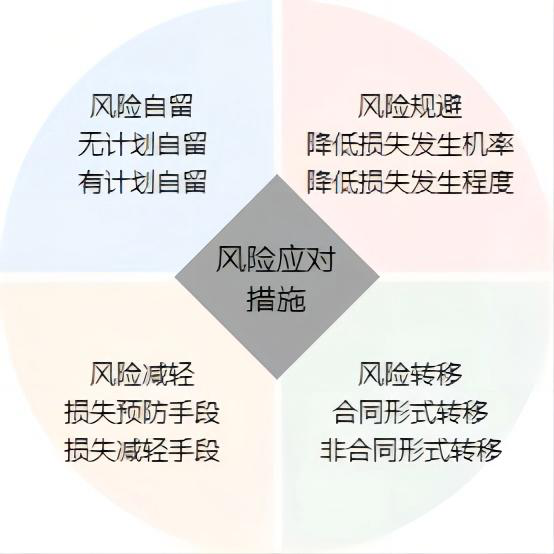 风险自留
无计划自留
有计划自留
风险规避
降低损失发生机率
降低损失发生程度
风险应对
措施
风险减轻
损失预防手段
损失减轻手段
风险转移
合同形式转移
非合同形式转移